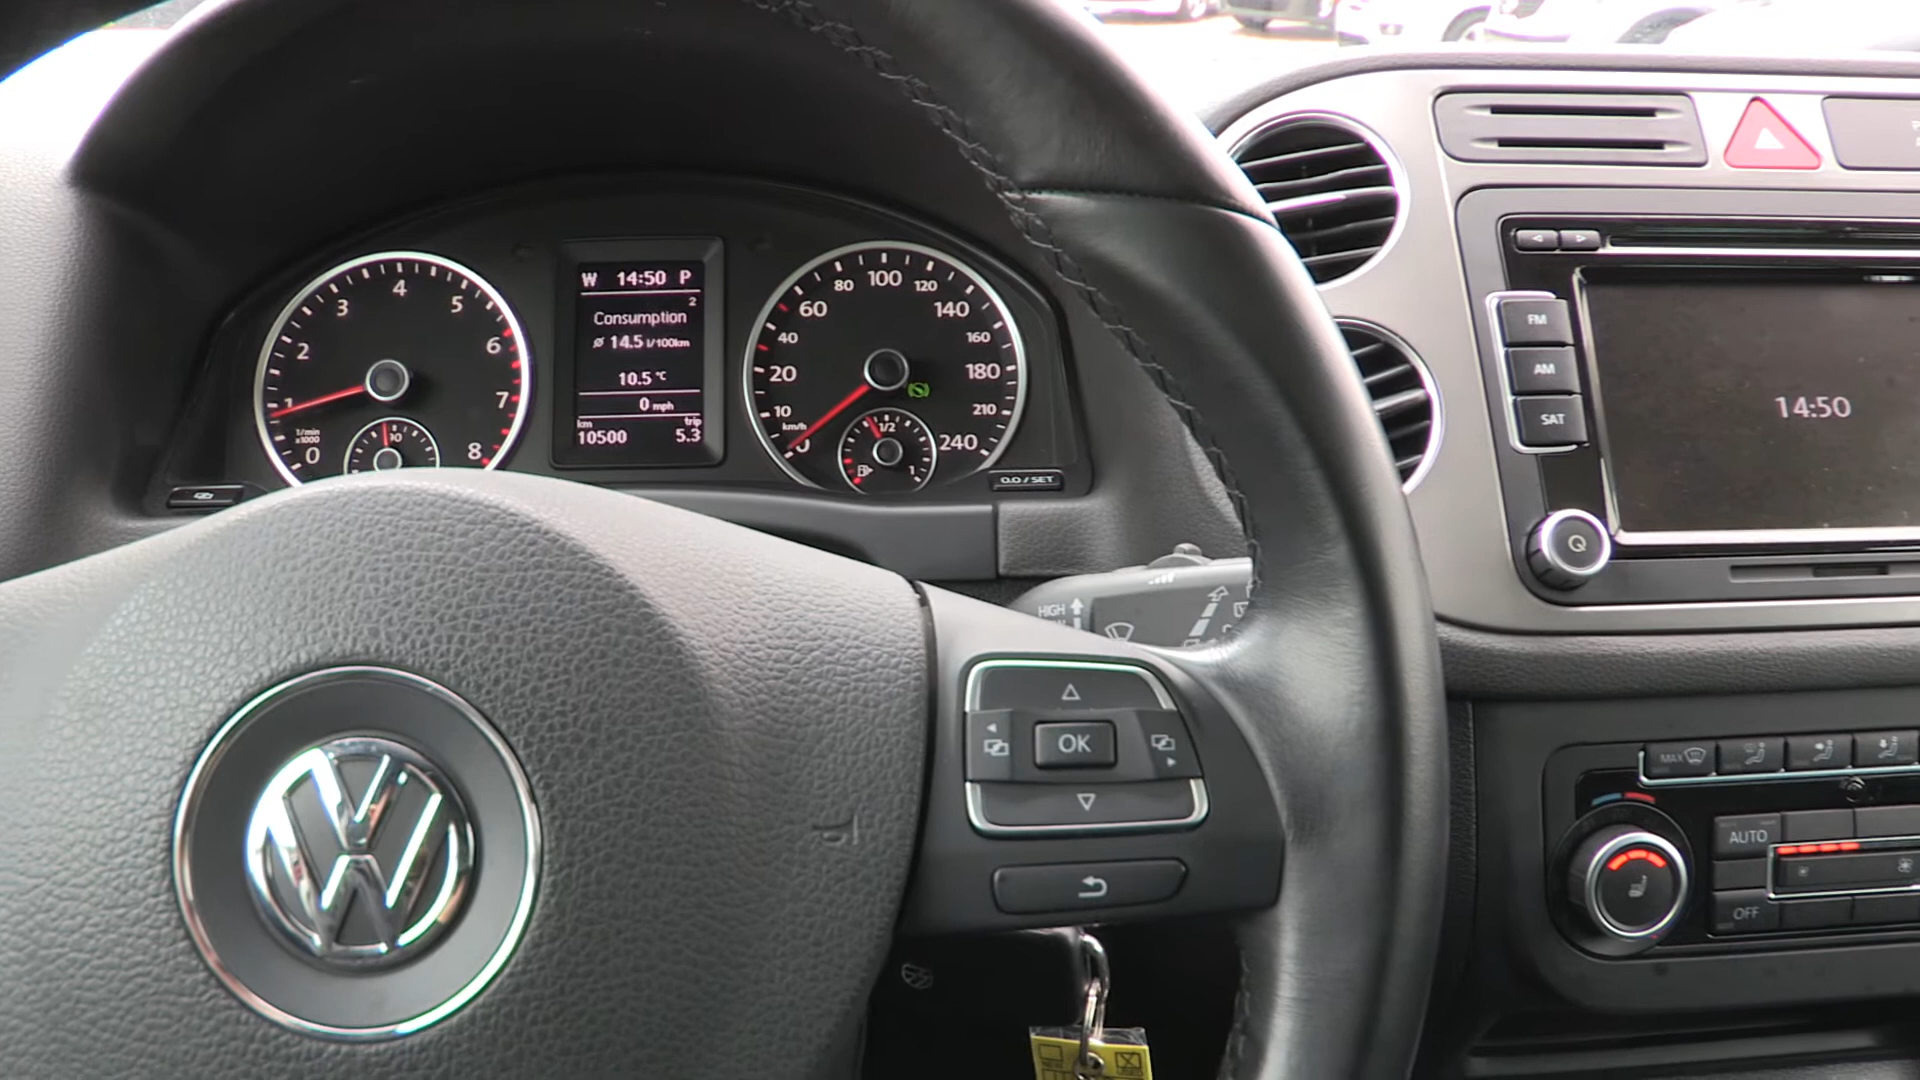 W 14:50 P
2
Consumption
ø 14.5 l/100km
10.5 °C
0 mph
km trip
10500 5.3
0 1 2 3 4 5 6 7 8
1/min
x1000
0 10 20 40 60 80 100 120 140 160 180 210 240
km/h
1/2
1
0.0 / SET
FM
AM
SAT
14:50
HIGH
OK
MAX
AUTO
OFF